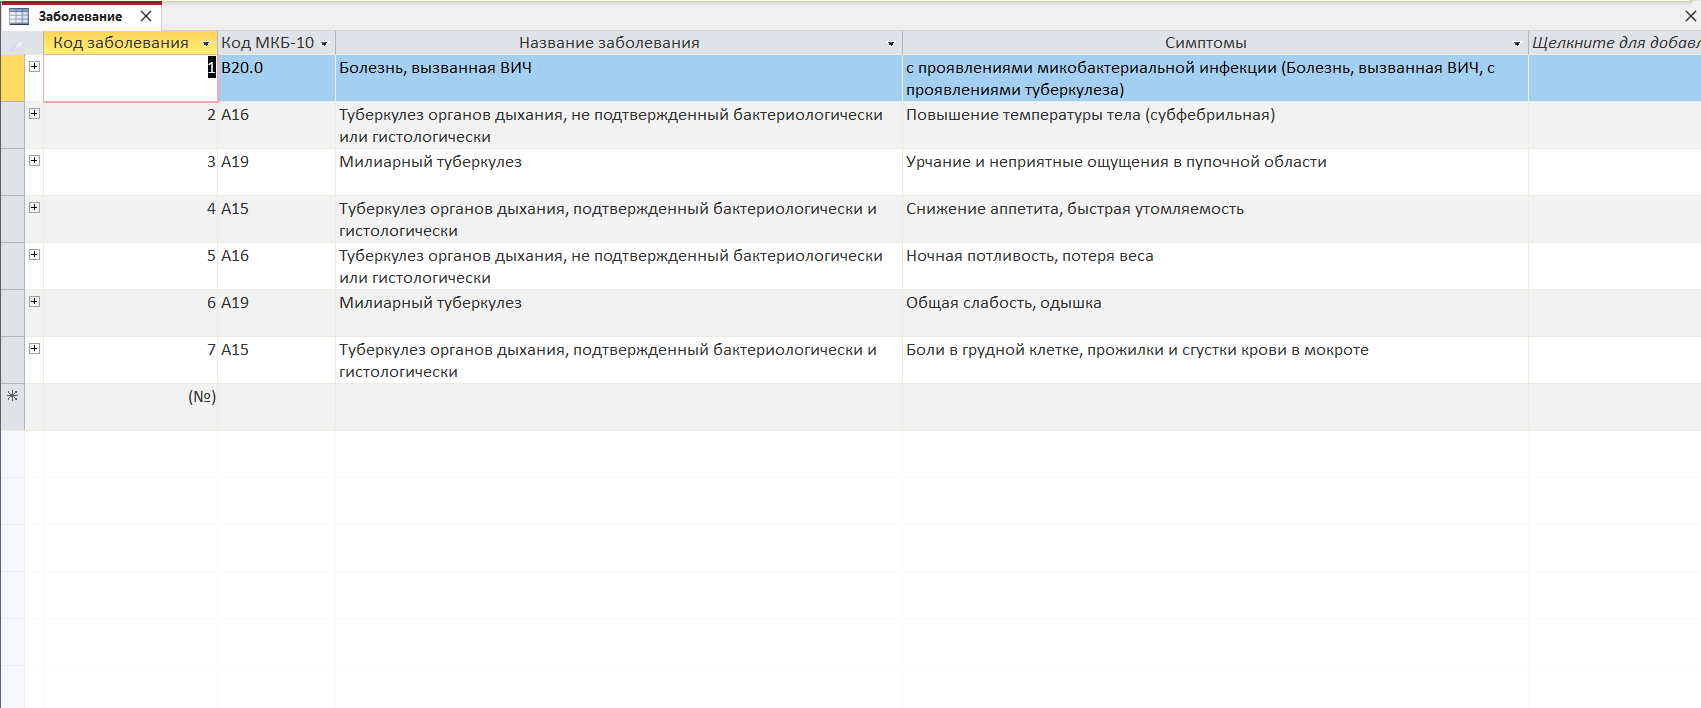 Заболевание
Код заболевания Код МКБ-10 Название заболевания Симптомы Щелкните для добавл
1 B20.0 Болезнь, вызванная ВИЧ с проявлениями микобактериальной инфекции (Болезнь, вызванная ВИЧ, с
проявлениями туберкулеза)
2 A16 Туберкулез органов дыхания, не подтвержденный бактериологически Повышение температуры тела (субфебрильная)
или гистологически
3 A19 Милиарный туберкулез Урчание и неприятные ощущения в пупочной области
4 A15 Туберкулез органов дыхания, подтвержденный бактериологически и Снижение аппетита, быстрая утомляемость
гистологически
5 A16 Туберкулез органов дыхания, не подтвержденный бактериологически Ночная потливость, потеря веса
или гистологически
6 A19 Милиарный туберкулез Общая слабость, одышка
7 A15 Туберкулез органов дыхания, подтвержденный бактериологически и Боли в грудной клетке, прожилки и сгустки крови в мокроте
гистологически
(№)